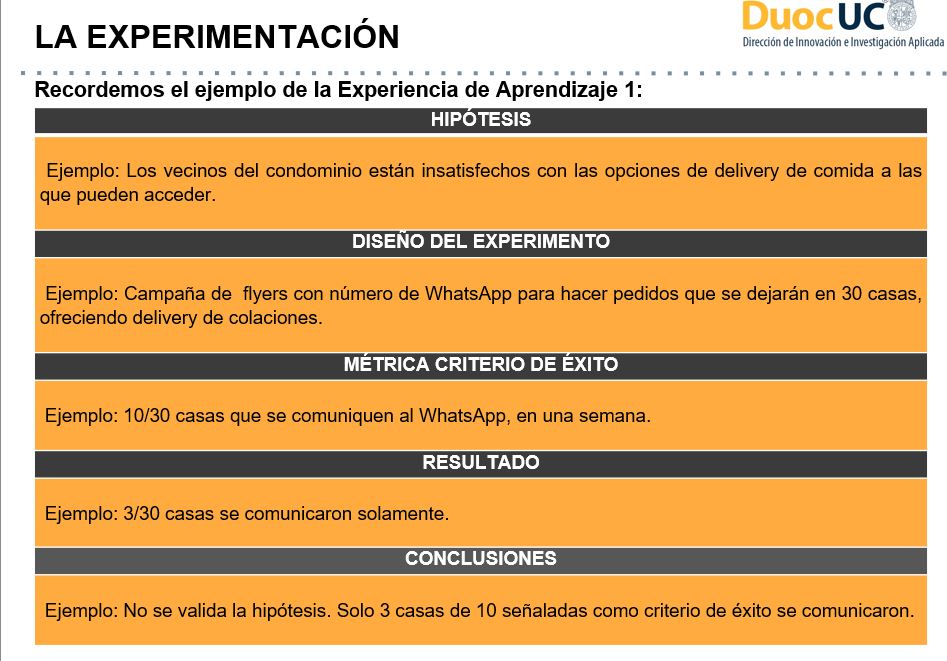 LA EXPERIMENTACIÓN
DuocUC
Dirección de Innovación e Investigación Aplicada
Recordemos el ejemplo de la Experiencia de Aprendizaje 1:
HIPÓTESIS
Ejemplo: Los vecinos del condominio están insatisfechos con las opciones de delivery de comida a las
que pueden acceder.
DISEÑO DEL EXPERIMENTO
Ejemplo: Campaña de flyers con número de WhatsApp para hacer pedidos que se dejarán en 30 casas,
ofreciendo delivery de colaciones.
MÉTRICA CRITERIO DE ÉXITO
Ejemplo: 10/30 casas que se comuniquen al WhatsApp, en una semana.
RESULTADO
Ejemplo: 3/30 casas se comunicaron solamente.
CONCLUSIONES
Ejemplo: No se valida la hipótesis. Solo 3 casas de 10 señaladas como criterio de éxito se comunicaron.